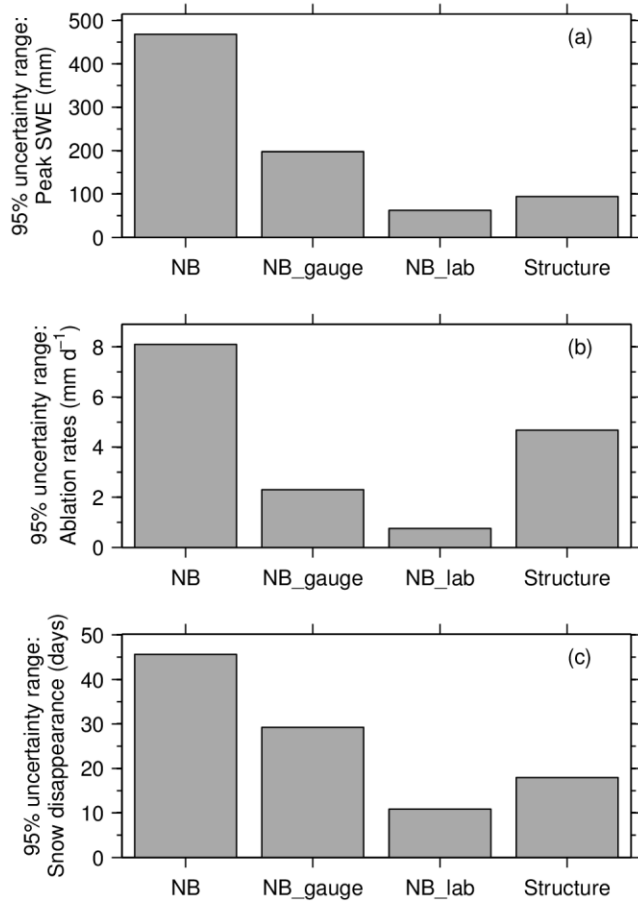 95% uncertainty range:
Peak SWE (mm)
500
400
300
200
100
0
(a)
NB NB_gauge NB_lab Structure
95% uncertainty range:
Ablation rates (mm d⁻¹)
8
6
4
2
0
(b)
NB NB_gauge NB_lab Structure
95% uncertainty range:
Snow disappearance (days)
50
40
30
20
10
0
(c)
NB NB_gauge NB_lab Structure